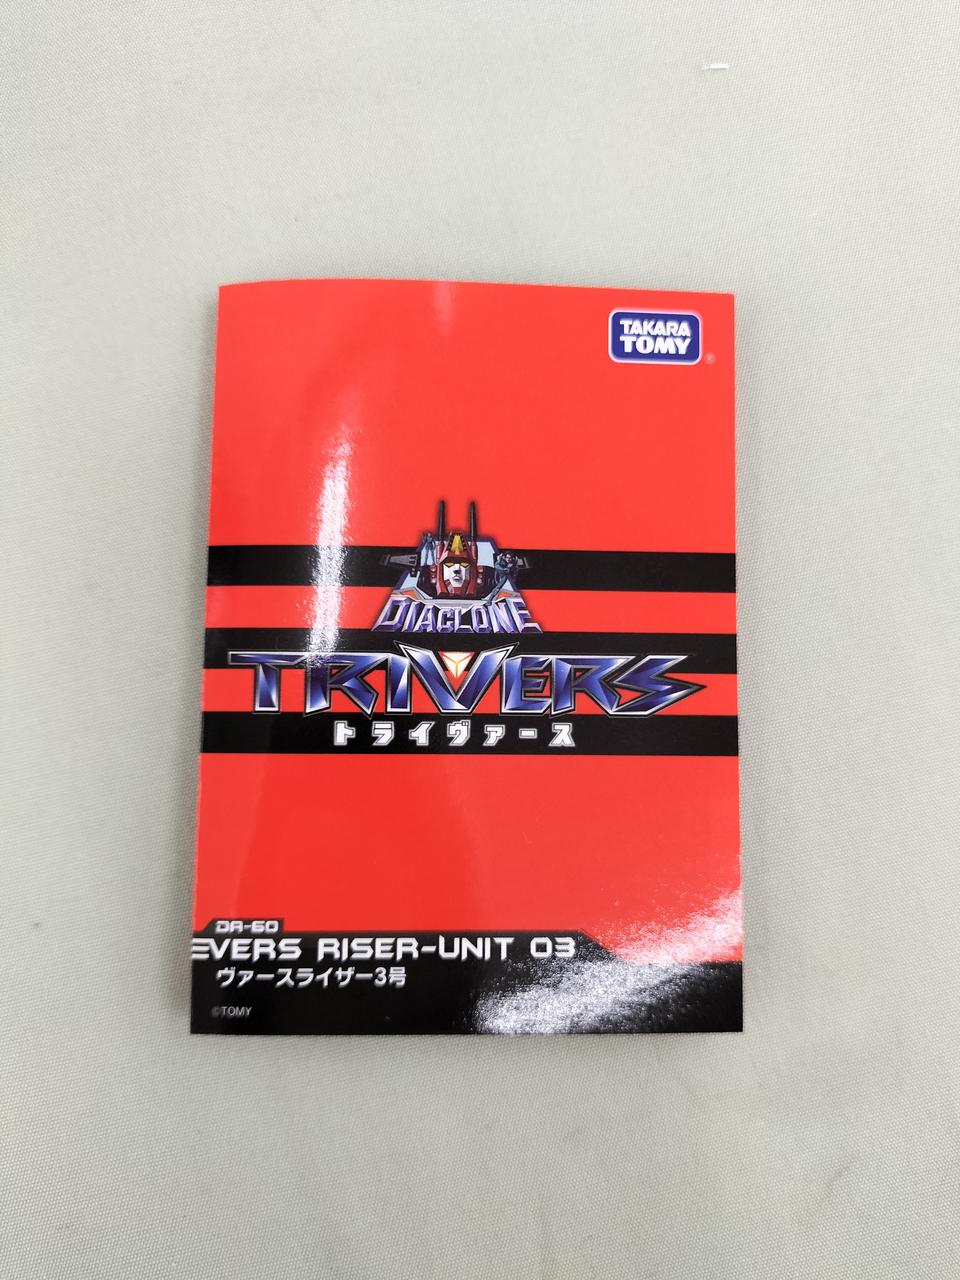 TAKARA
TOMY
®
DIACLONE
TRIVERS
トライヴァース
DA-60
EVERS RISER-UNIT 03
ヴァースライザー3号
©TOMY